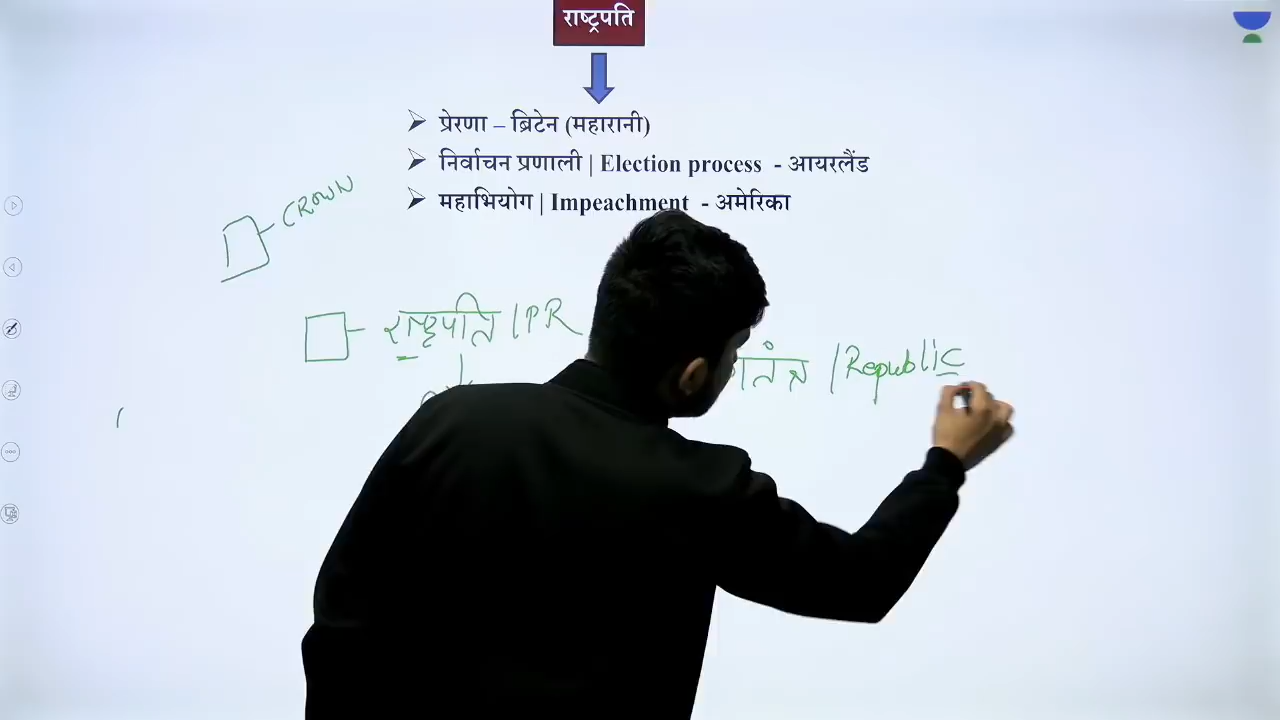 राष्ट्रपति
➢ प्रेरणा – ब्रिटेन (महारानी)
➢ निर्वाचन प्रणाली | Election process - आयरलैंड
➢ महाभियोग | Impeachment - अमेरिका
CROWN
राष्ट्रपति | PR
तंत्र | Republic